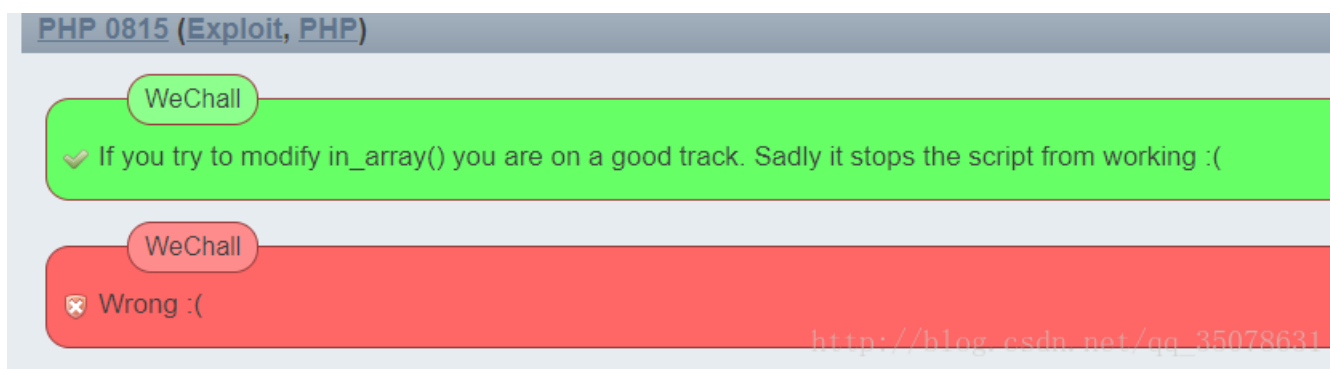 PHP 0815 (Exploit, PHP)
WeChall
If you try to modify in_array() you are on a good track. Sadly it stops the script from working :(
WeChall
Wrong :(
http://blog.csdn.net/qq_35078631